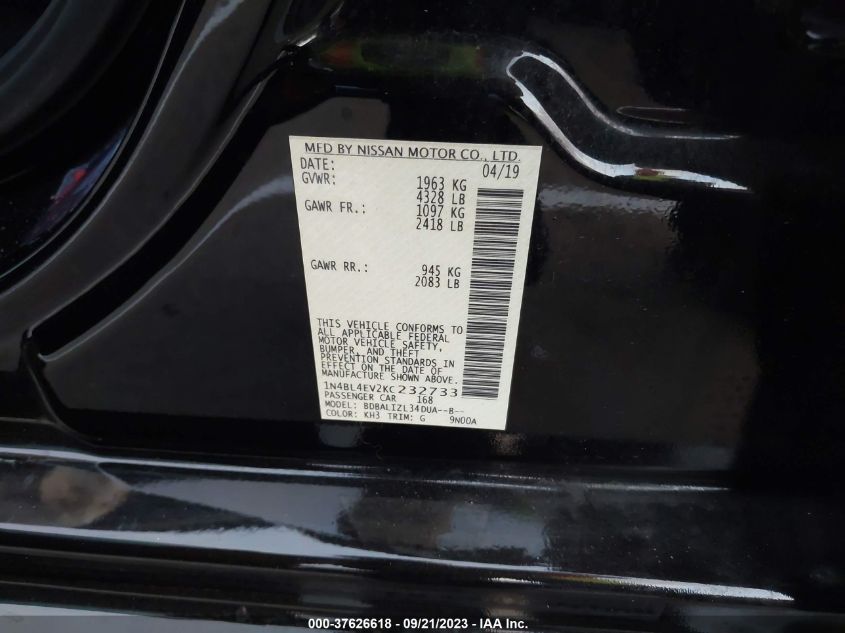 MFD BY NISSAN MOTOR CO., LTD.
DATE: 04/19
GVWR: 1963 KG
4328 LB
GAWR FR.: 1097 KG
2418 LB
GAWR RR.: 945 KG
2083 LB
THIS VEHICLE CONFORMS TO
ALL APPLICABLE FEDERAL
MOTOR VEHICLE SAFETY,
BUMPER, AND THEFT
PREVENTION STANDARDS IN
EFFECT ON THE DATE OF
MANUFACTURE SHOWN ABOVE.
1N4BL4EV2KC232733
PASSENGER CAR 168
MODEL: BDBALIZL34DUA--B--
COLOR: KH3 TRIM: G 9N00A
000-37626618 - 09/21/2023 - IAA Inc.